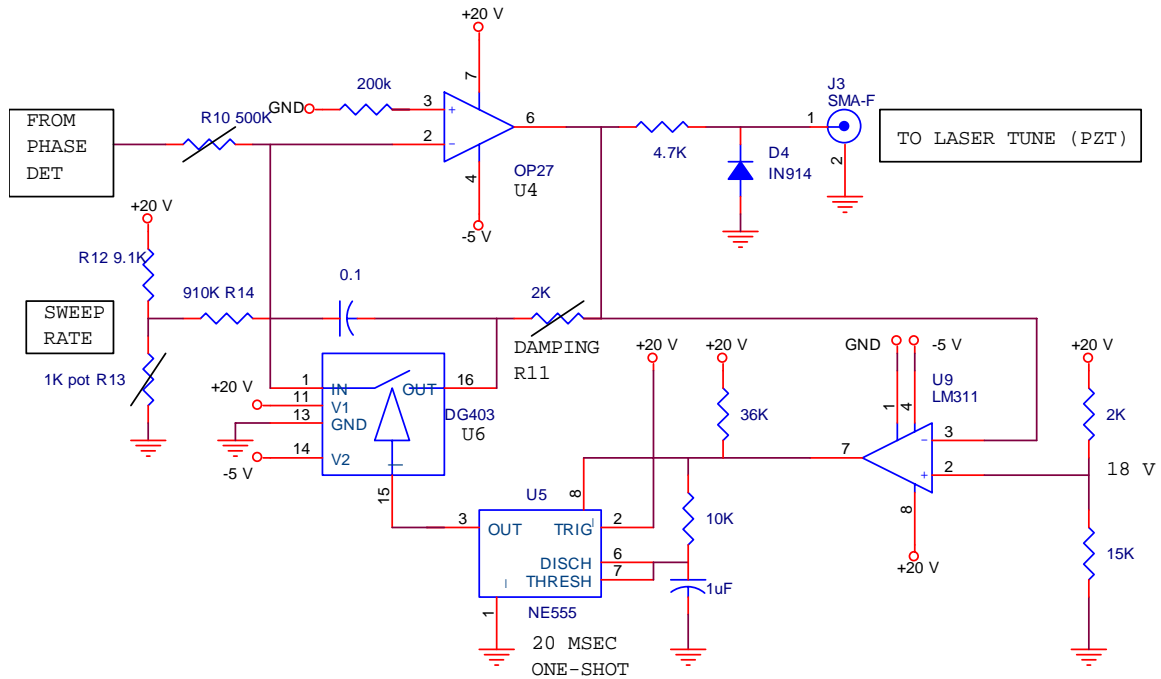 +20 V
FROM
PHASE
DET
R10 500K
GND
200k
3
2
+
-
7
6
4
OP27
U4
-5 V
4.7K
D4
IN914
J3
SMA-F
1
2
TO LASER TUNE (PZT)
+20 V
R12 9.1K
SWEEP
RATE
910K R14
1K pot R13
0.1
2K
DAMPING
R11
+20 V
+20 V
36K
1
IN
OUT
16
+20 V
11
V1
13
GND
-5 V
14
V2
DG403
U6
15
GND
-5 V
U9
LM311
1
4
7
3
-
2
+
8
+20 V
+20 V
2K
18 V
15K
U5
8
3
OUT
TRIG
2
DISCH
6
THRESH
7
1
NE555
10K
1uF
20 MSEC
ONE-SHOT